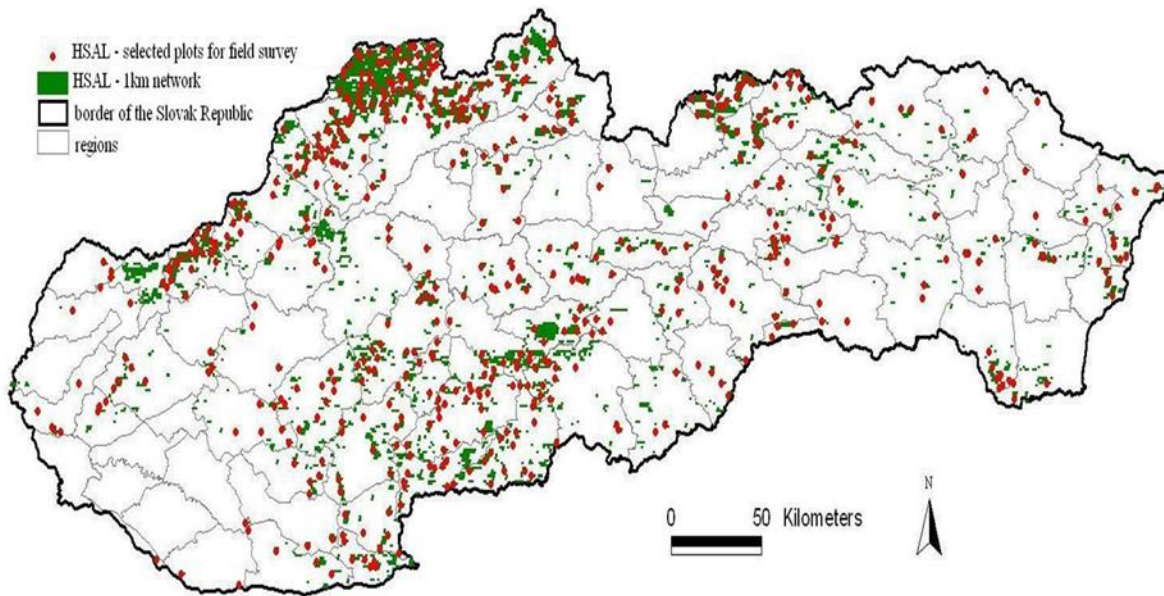 HSAL - selected plots for field survey
HSAL - 1km network
border of the Slovak Republic
regions
N
0 50 Kilometers